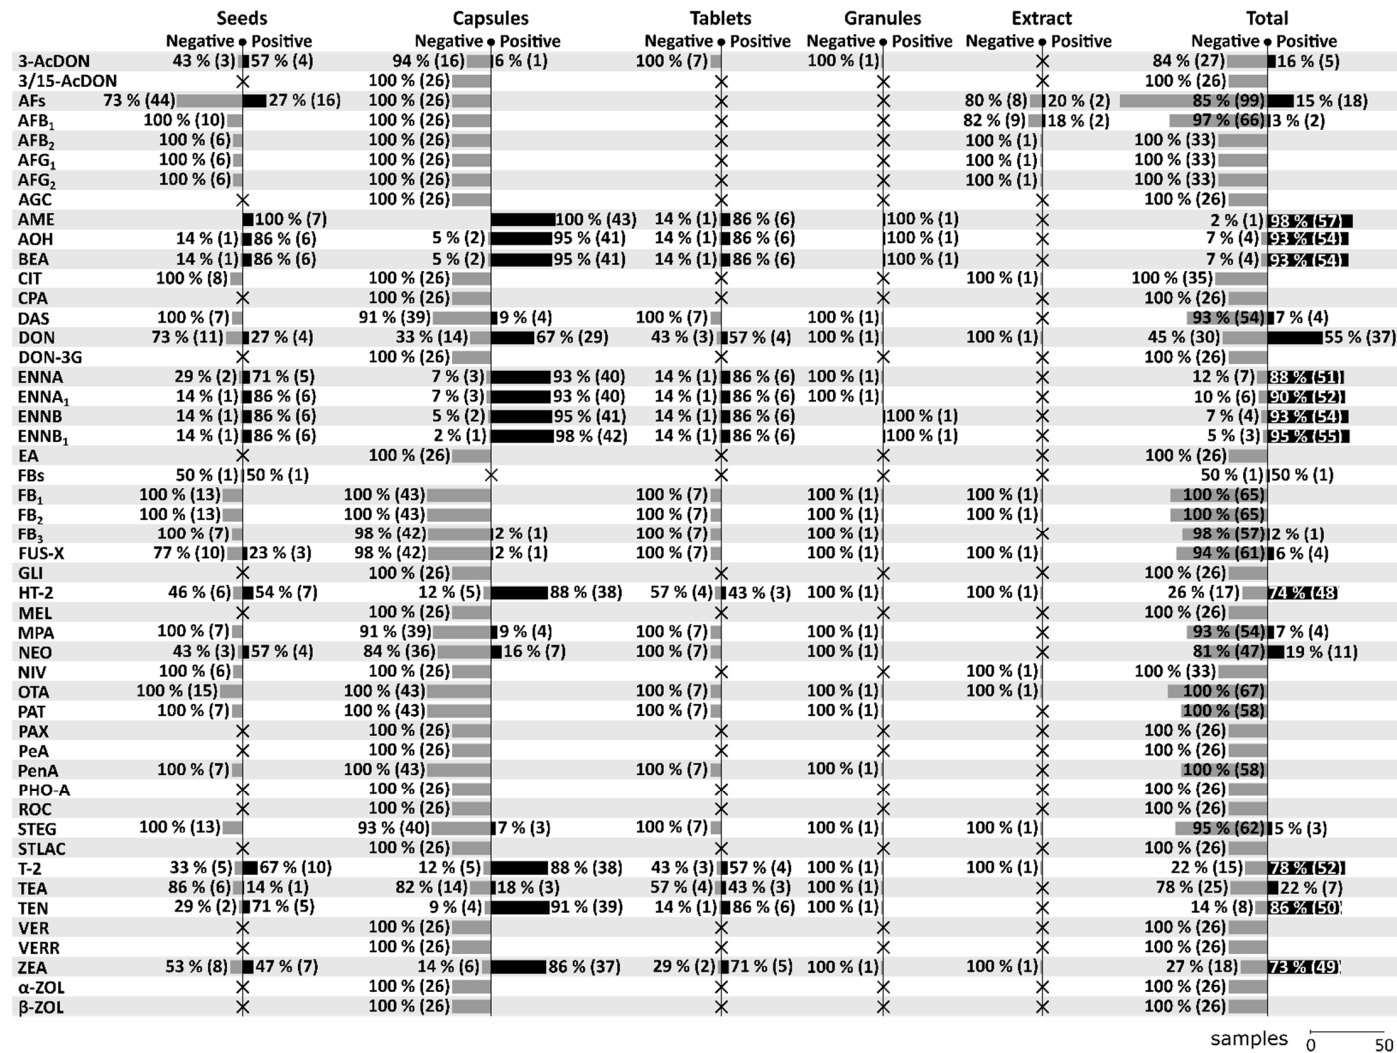 Seeds Capsules Tablets Granules Extract Total
Negative Positive Negative Positive Negative Positive Negative Positive Negative Positive Negative Positive
3-AcDON 43 % (3) 57 % (4) 94 % (16) 6 % (1) 100 % (7) 100 % (1) × 84 % (27) 16 % (5)
3/15-AcDON × 100 % (26) × × × 100 % (26)
AFs 73 % (44) 27 % (16) 100 % (26) × × 80 % (8) 20 % (2) 85 % (99) 15 % (18)
AFB1 100 % (10) 100 % (26) × × 82 % (9) 18 % (2) 97 % (66) 3 % (2)
AFB2 100 % (6) 100 % (26) × × 100 % (1) 100 % (33)
AFG1 100 % (6) 100 % (26) × × 100 % (1) 100 % (33)
AFG2 100 % (6) 100 % (26) × × 100 % (1) 100 % (33)
AGC × 100 % (26) × × × 100 % (26)
AME 100 % (7) 100 % (43) 14 % (1) 86 % (6) 100 % (1) × 2 % (1) 98 % (57)
AOH 14 % (1) 86 % (6) 5 % (2) 95 % (41) 14 % (1) 86 % (6) 100 % (1) × 7 % (4) 93 % (54)
BEA 14 % (1) 86 % (6) 5 % (2) 95 % (41) 14 % (1) 86 % (6) 100 % (1) × 7 % (4) 93 % (54)
CIT 100 % (8) 100 % (26) × × 100 % (1) 100 % (35)
CPA × 100 % (26) × × × 100 % (26)
DAS 100 % (7) 91 % (39) 9 % (4) 100 % (7) 100 % (1) × 93 % (54) 7 % (4)
DON 73 % (11) 27 % (4) 33 % (14) 67 % (29) 43 % (3) 57 % (4) 100 % (1) 100 % (1) 45 % (30) 55 % (37)
DON-3G × 100 % (26) × × × 100 % (26)
ENNA 29 % (2) 71 % (5) 7 % (3) 93 % (40) 14 % (1) 86 % (6) 100 % (1) × 12 % (7) 88 % (51)
ENNA1 14 % (1) 86 % (6) 7 % (3) 93 % (40) 14 % (1) 86 % (6) 100 % (1) × 10 % (6) 90 % (52)
ENNB 14 % (1) 86 % (6) 5 % (2) 95 % (41) 14 % (1) 86 % (6) 100 % (1) × 7 % (4) 93 % (54)
ENNB1 14 % (1) 86 % (6) 2 % (1) 98 % (42) 14 % (1) 86 % (6) 100 % (1) × 5 % (3) 95 % (55)
EA × 100 % (26) × × × 100 % (26)
FBs 50 % (1) 50 % (1) × × × × 50 % (1) 50 % (1)
FB1 100 % (13) 100 % (43) 100 % (7) 100 % (1) 100 % (1) 100 % (65)
FB2 100 % (13) 100 % (43) 100 % (7) 100 % (1) 100 % (1) 100 % (65)
FB3 100 % (7) 98 % (42) 2 % (1) 100 % (7) 100 % (1) × 98 % (57) 2 % (1)
FUS-X 77 % (10) 23 % (3) 98 % (42) 2 % (1) 100 % (7) 100 % (1) 100 % (1) 94 % (61) 6 % (4)
GLI × 100 % (26) × × × 100 % (26)
HT-2 46 % (6) 54 % (7) 12 % (5) 88 % (38) 57 % (4) 43 % (3) 100 % (1) 100 % (1) 26 % (17) 74 % (48)
MEL × 100 % (26) × × × 100 % (26)
MPA 100 % (7) 91 % (39) 9 % (4) 100 % (7) 100 % (1) × 93 % (54) 7 % (4)
NEO 43 % (3) 57 % (4) 84 % (36) 16 % (7) 100 % (7) 100 % (1) × 81 % (47) 19 % (11)
NIV 100 % (6) 100 % (26) × × 100 % (1) 100 % (33)
OTA 100 % (15) 100 % (43) 100 % (7) 100 % (1) 100 % (1) 100 % (67)
PAT 100 % (7) 100 % (43) 100 % (7) 100 % (1) × 100 % (58)
PAX × 100 % (26) × × × 100 % (26)
PeA × 100 % (26) × × × 100 % (26)
PenA 100 % (7) 100 % (43) 100 % (7) 100 % (1) × 100 % (58)
PHO-A × 100 % (26) × × × 100 % (26)
ROC × 100 % (26) × × × 100 % (26)
STEG 100 % (13) 93 % (40) 7 % (3) 100 % (7) 100 % (1) 100 % (1) 95 % (62) 5 % (3)
STLAC × 100 % (26) × × × 100 % (26)
T-2 33 % (5) 67 % (10) 12 % (5) 88 % (38) 43 % (3) 57 % (4) 100 % (1) 100 % (1) 22 % (15) 78 % (52)
TEA 86 % (6) 14 % (1) 82 % (14) 18 % (3) 57 % (4) 43 % (3) 100 % (1) × 78 % (25) 22 % (7)
TEN 29 % (2) 71 % (5) 9 % (4) 91 % (39) 14 % (1) 86 % (6) 100 % (1) × 14 % (8) 86 % (50)
VER × 100 % (26) × × × 100 % (26)
VERR × 100 % (26) × × × 100 % (26)
ZEA 53 % (8) 47 % (7) 14 % (6) 86 % (37) 29 % (2) 71 % (5) 100 % (1) 100 % (1) 27 % (18) 73 % (49)
α-ZOL × 100 % (26) × × × 100 % (26)
β-ZOL × 100 % (26) × × × 100 % (26)
samples 0 50